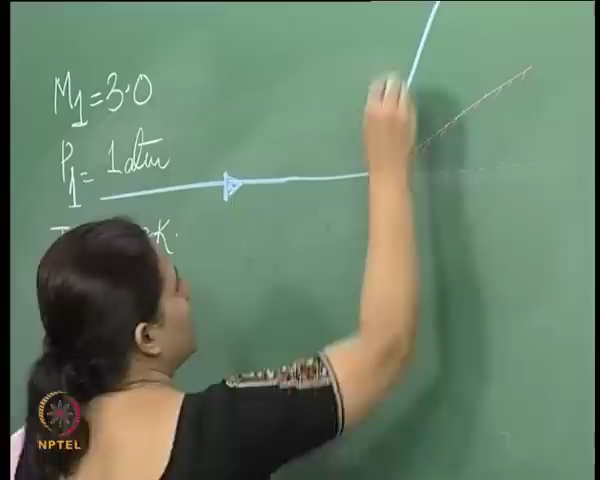 M₁ = 3.0
P₁ = 1 atm
K.
NPTEL